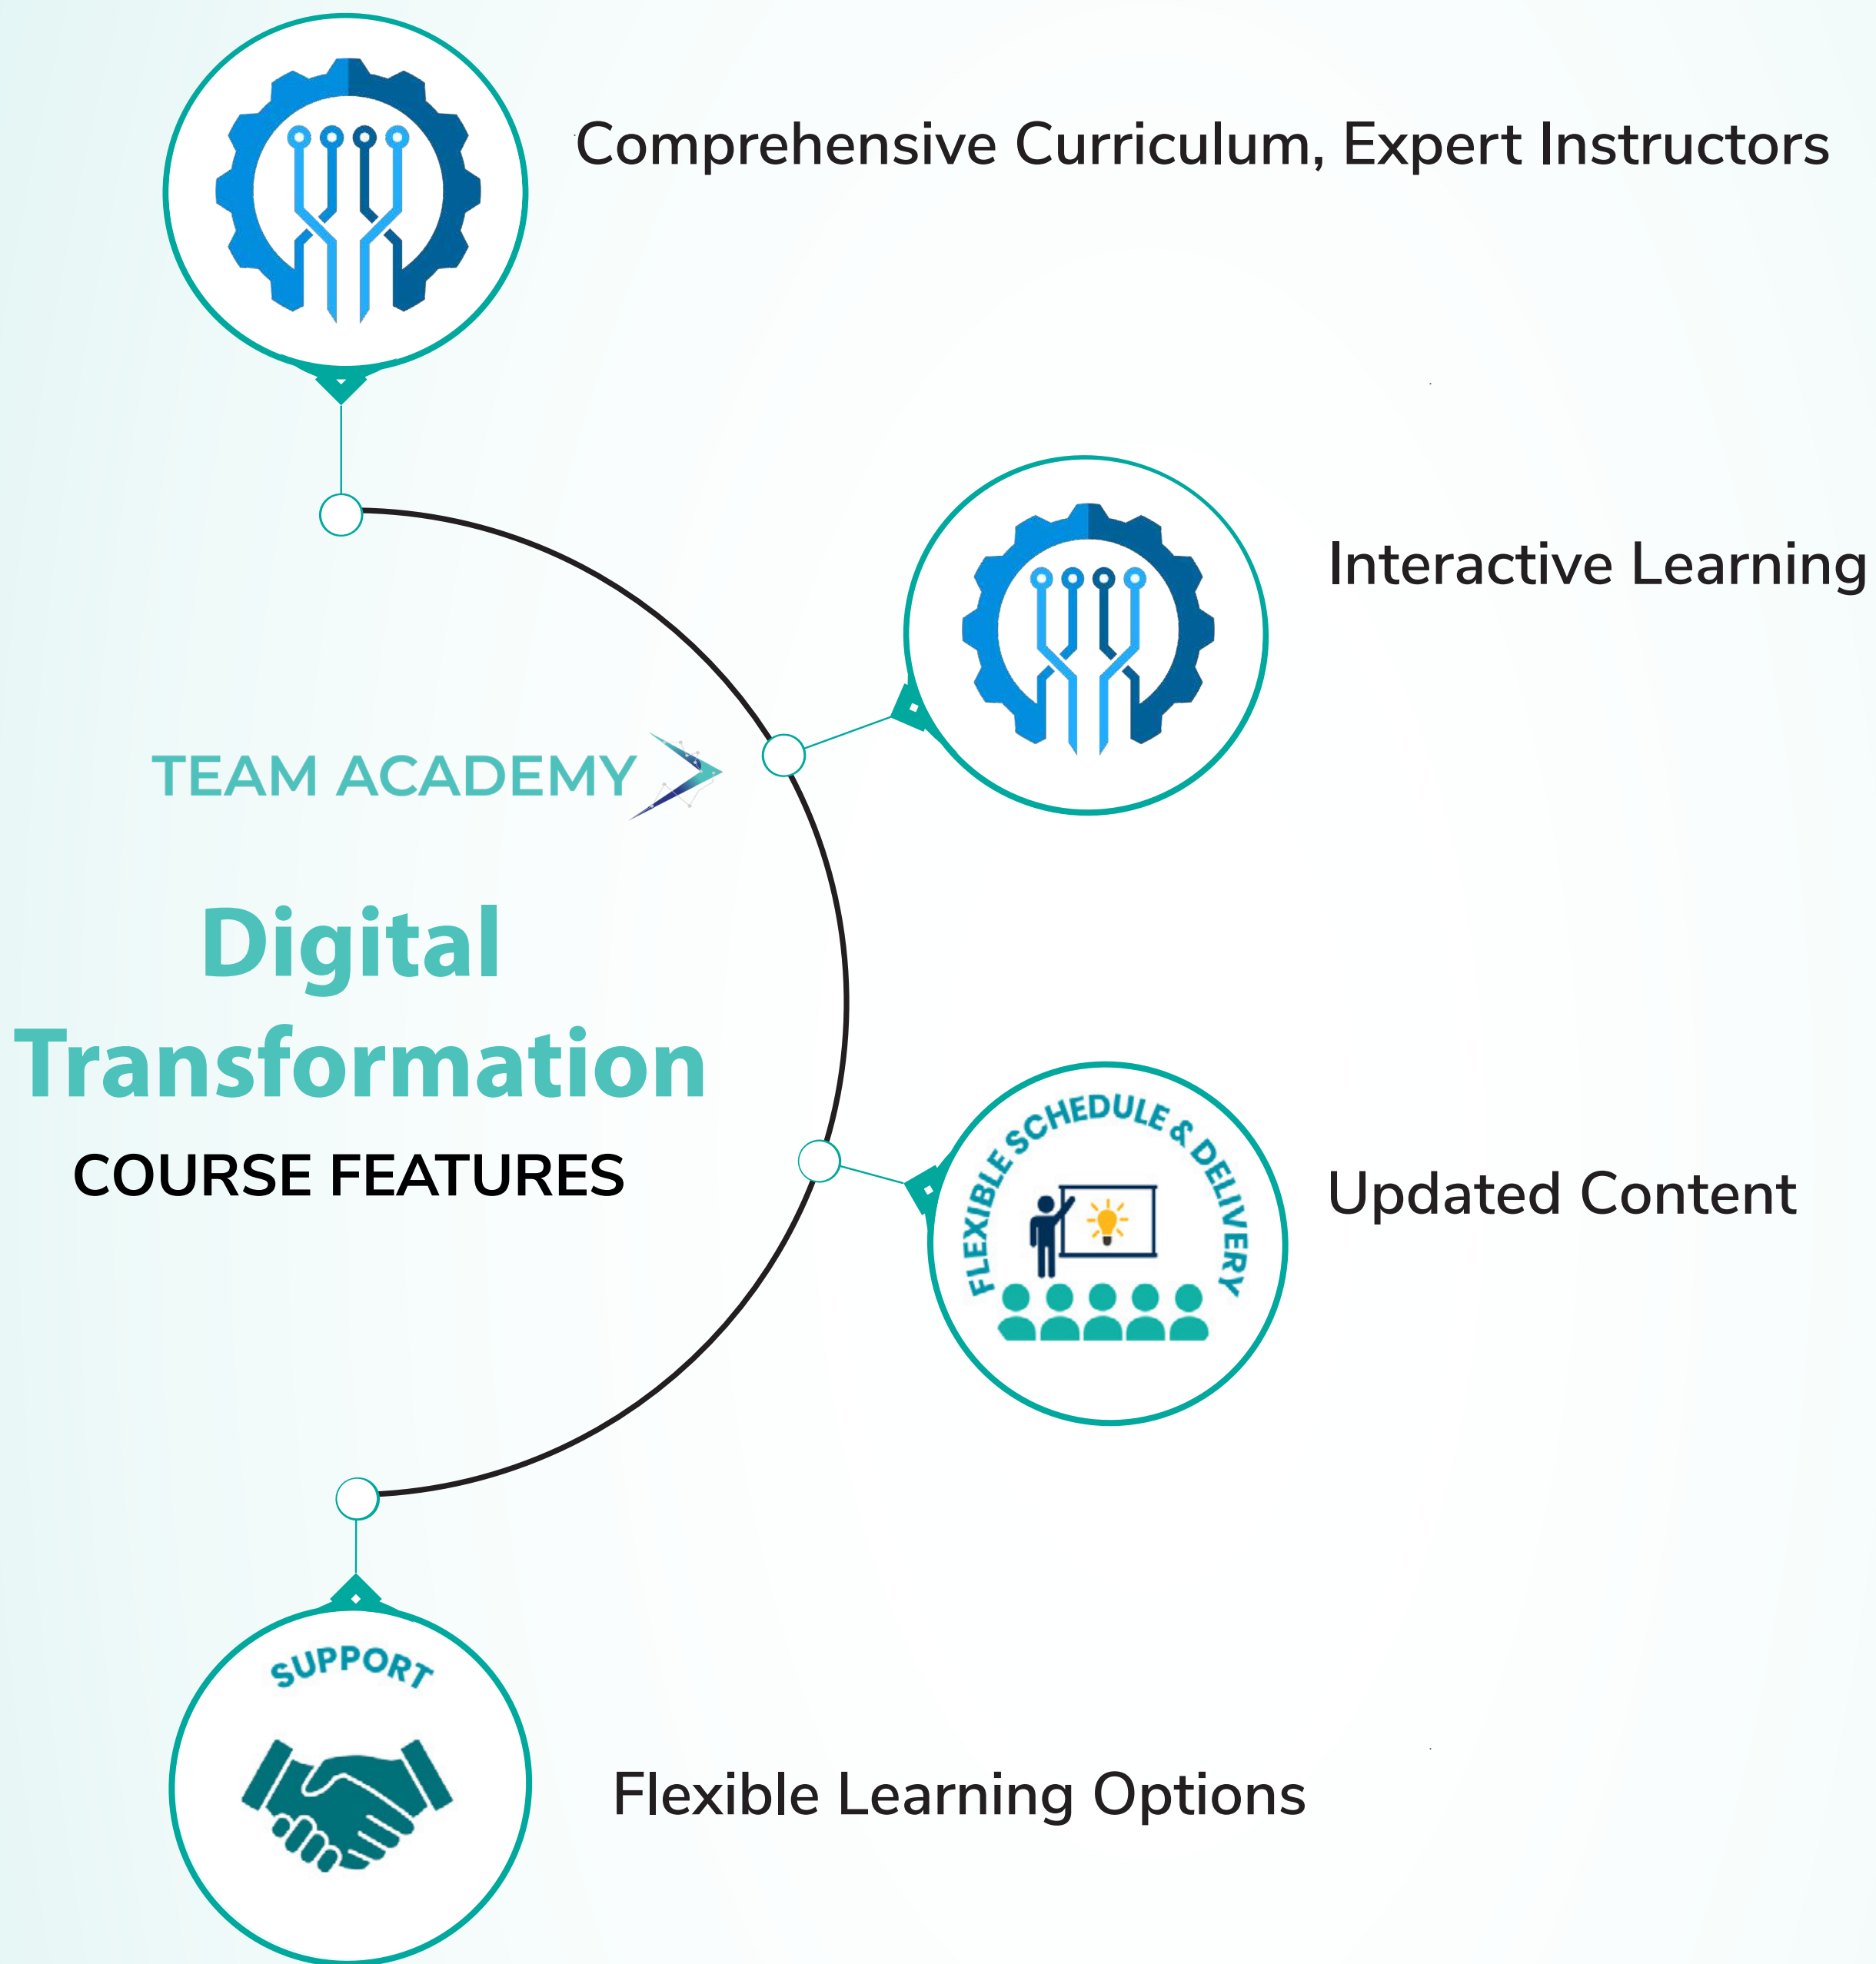 Comprehensive Curriculum, Expert Instructors
Interactive Learning
TEAM ACADEMY
Digital
Transformation
COURSE FEATURES
FLEXIBLE SCHEDULE & DELIVERY
Updated Content
SUPPORT
Flexible Learning Options